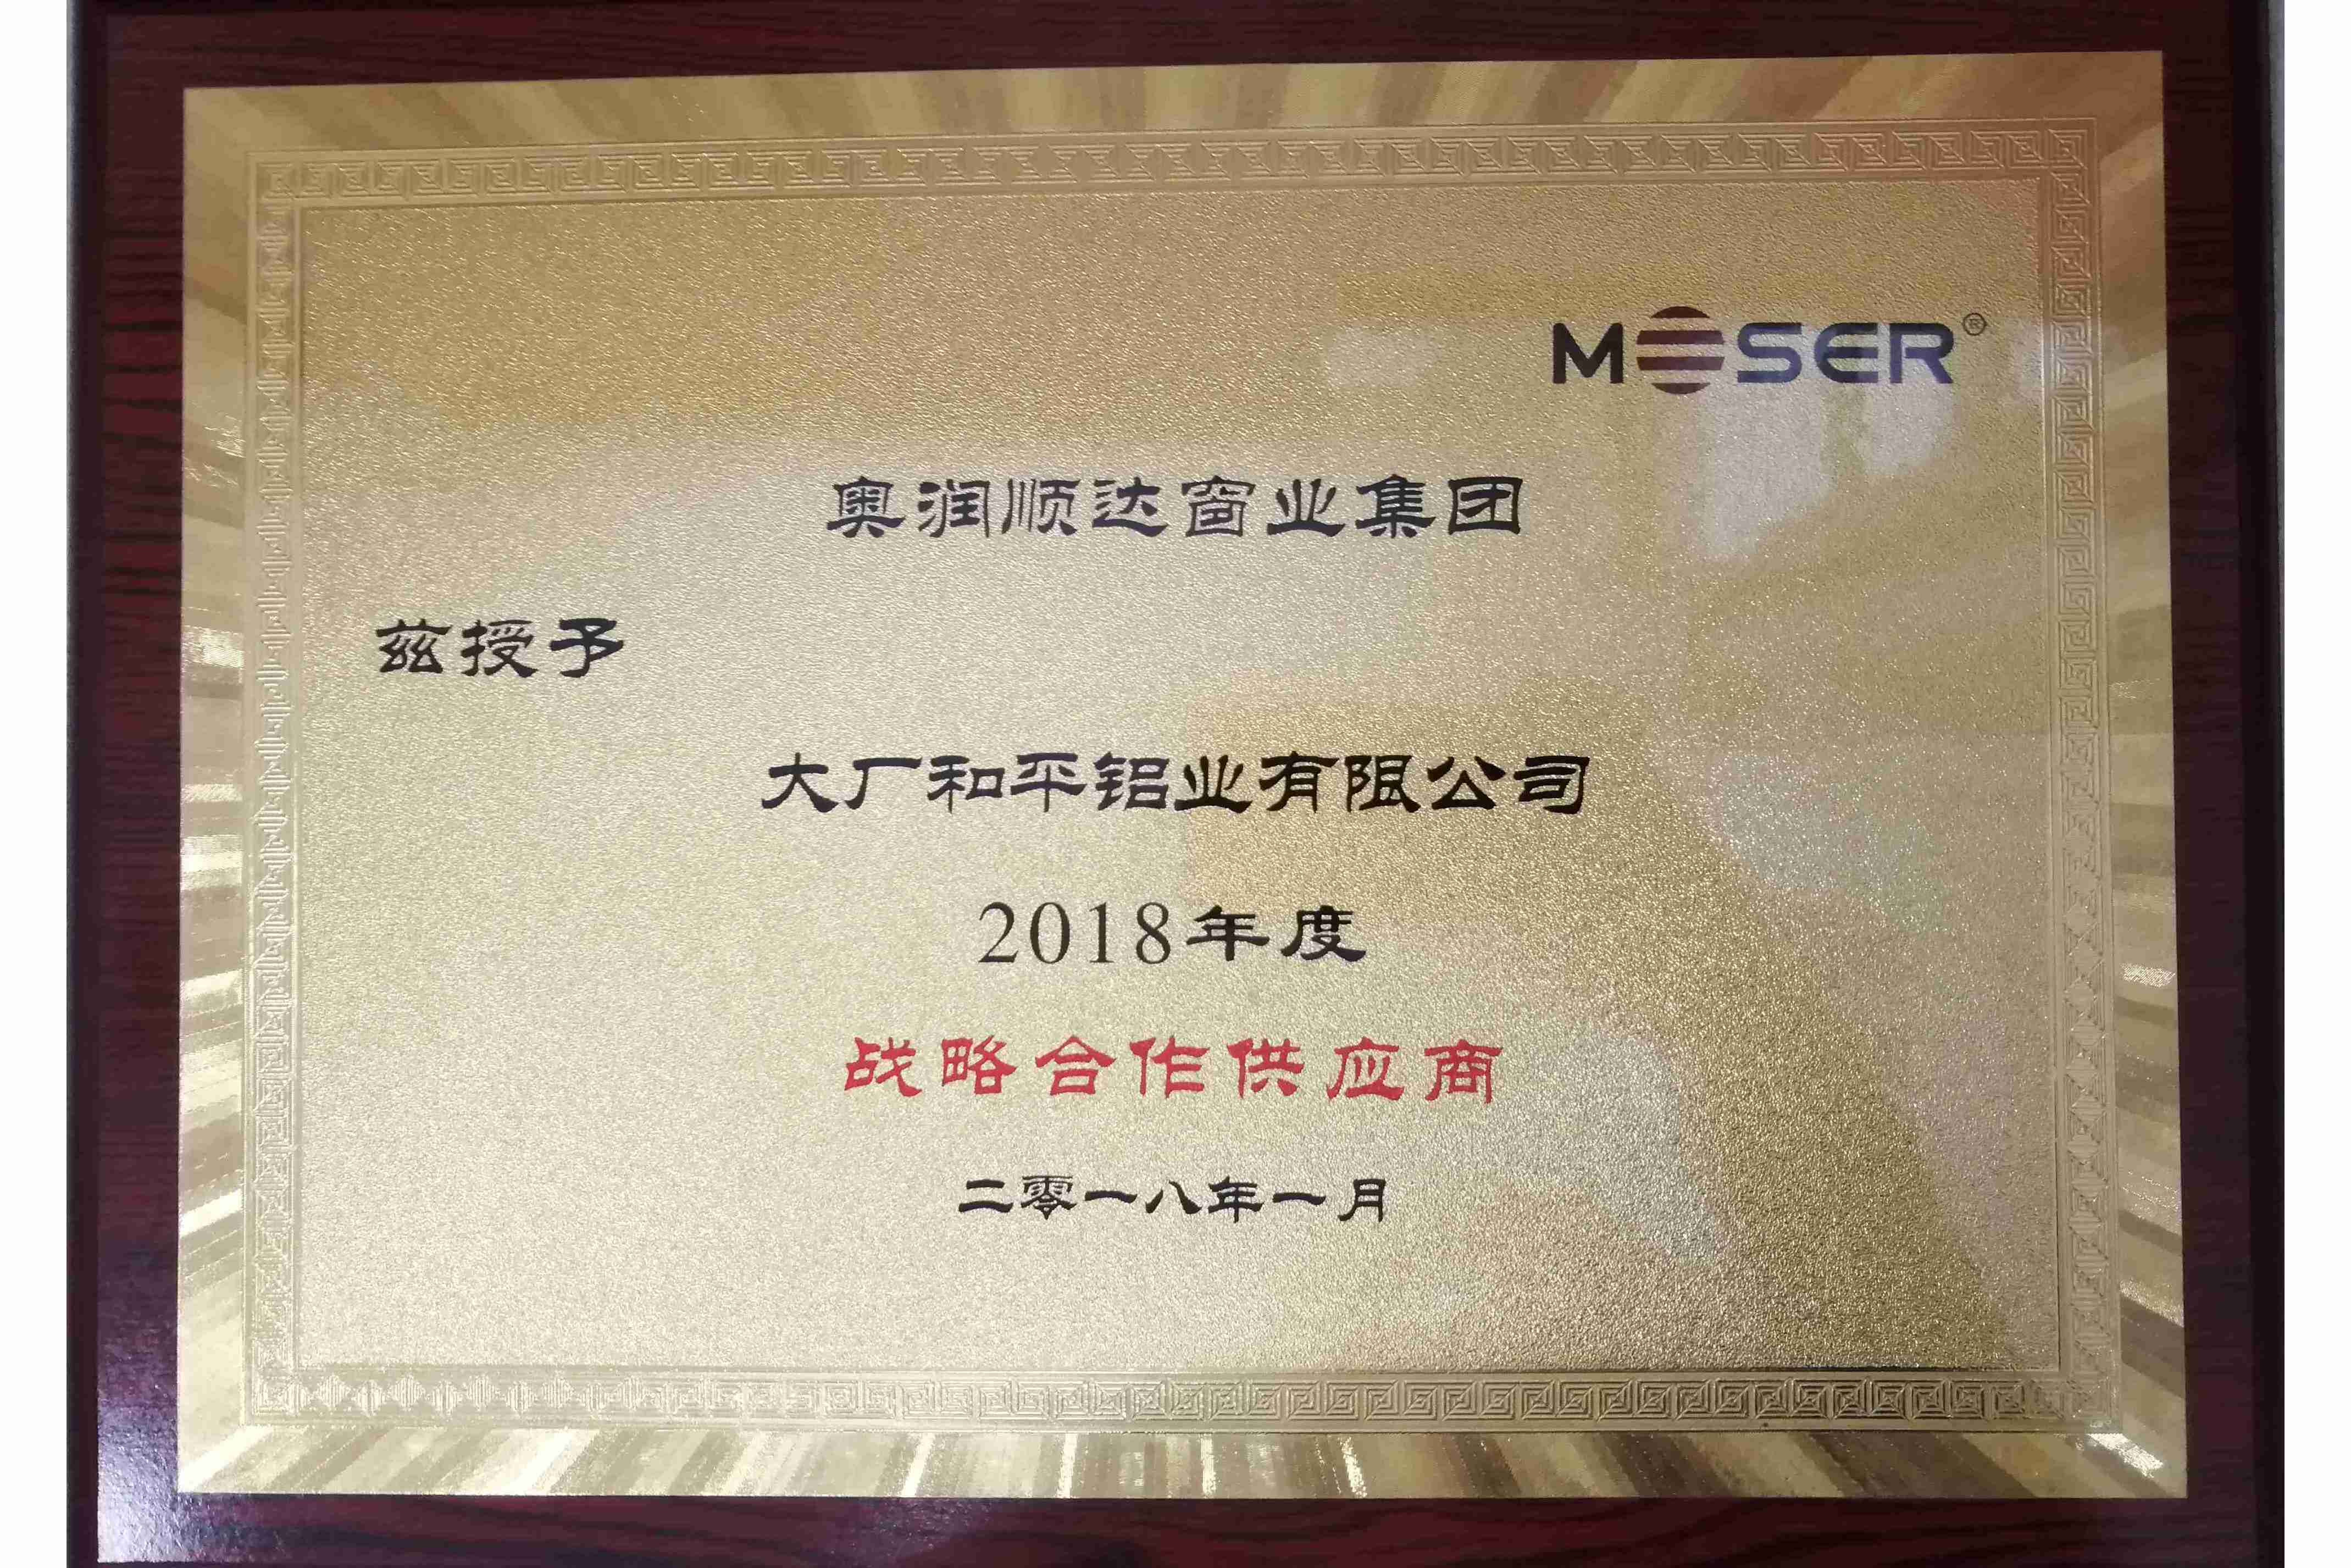 MOSER®
奥润顺达窗业集团
兹授予
大厂和平铝业有限公司
2018年度
战略合作供应商
二零一八年一月